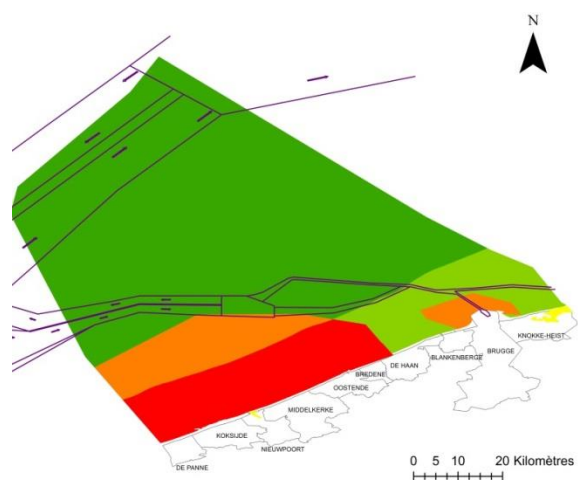 N
KNOKKE-HEIST
BRUGGE
BLANKENBERGE
DE HAAN
BREDENE
OOSTENDE
MIDDELKERKE
KOKSIJDE
NIEUWPOORT
DE PANNE
0 5 10 20 Kilomètres